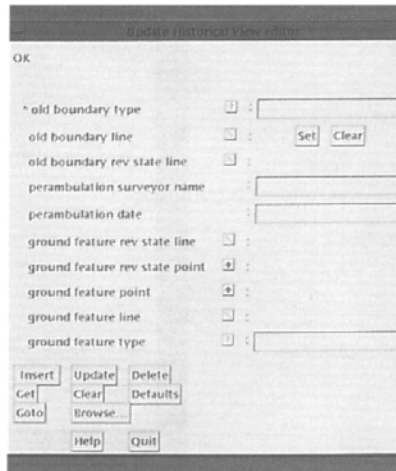 Update Historical View editor
OK
* old boundary type ? :
old boundary line : Set Clear
old boundary rev state line :
perambulation surveyor name :
perambulation date :
ground feature rev state line :
ground feature rev state point :
ground feature point :
ground feature line :
ground feature type ? :
Insert Update Delete
Get Clear Defaults
Goto Browse...
Help Quit